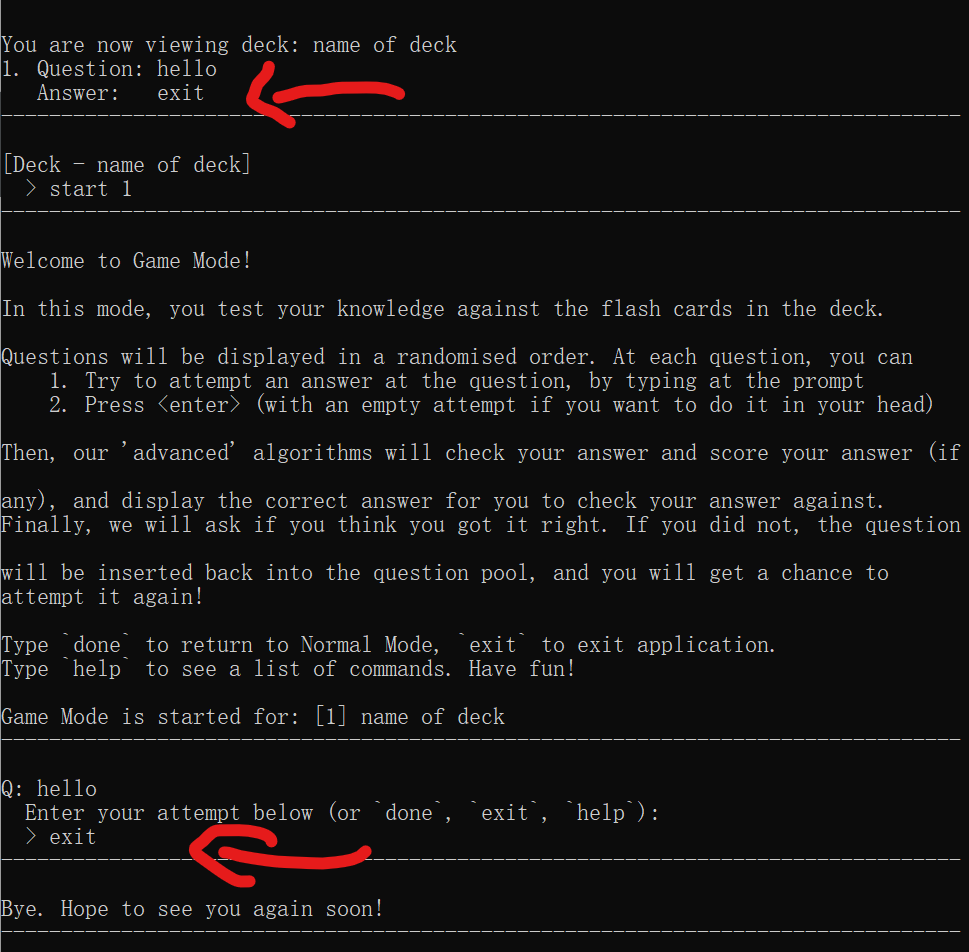 You are now viewing deck: name of deck
1. Question: hello
   Answer:   exit
--------------------------------------------------------------------------------
[Deck - name of deck]
  > start 1
--------------------------------------------------------------------------------
Welcome to Game Mode!
In this mode, you test your knowledge against the flash cards in the deck.
Questions will be displayed in a randomised order. At each question, you can
    1. Try to attempt an answer at the question, by typing at the prompt
    2. Press <enter> (with an empty attempt if you want to do it in your head)
Then, our 'advanced' algorithms will check your answer and score your answer (if
any), and display the correct answer for you to check your answer against.
Finally, we will ask if you think you got it right. If you did not, the question
will be inserted back into the question pool, and you will get a chance to
attempt it again!
Type `done` to return to Normal Mode, `exit` to exit application.
Type `help` to see a list of commands. Have fun!
Game Mode is started for: [1] name of deck
--------------------------------------------------------------------------------
Q: hello
  Enter your attempt below (or `done`, `exit`, `help`):
  > exit
--------------------------------------------------------------------------------
Bye. Hope to see you again soon!
--------------------------------------------------------------------------------